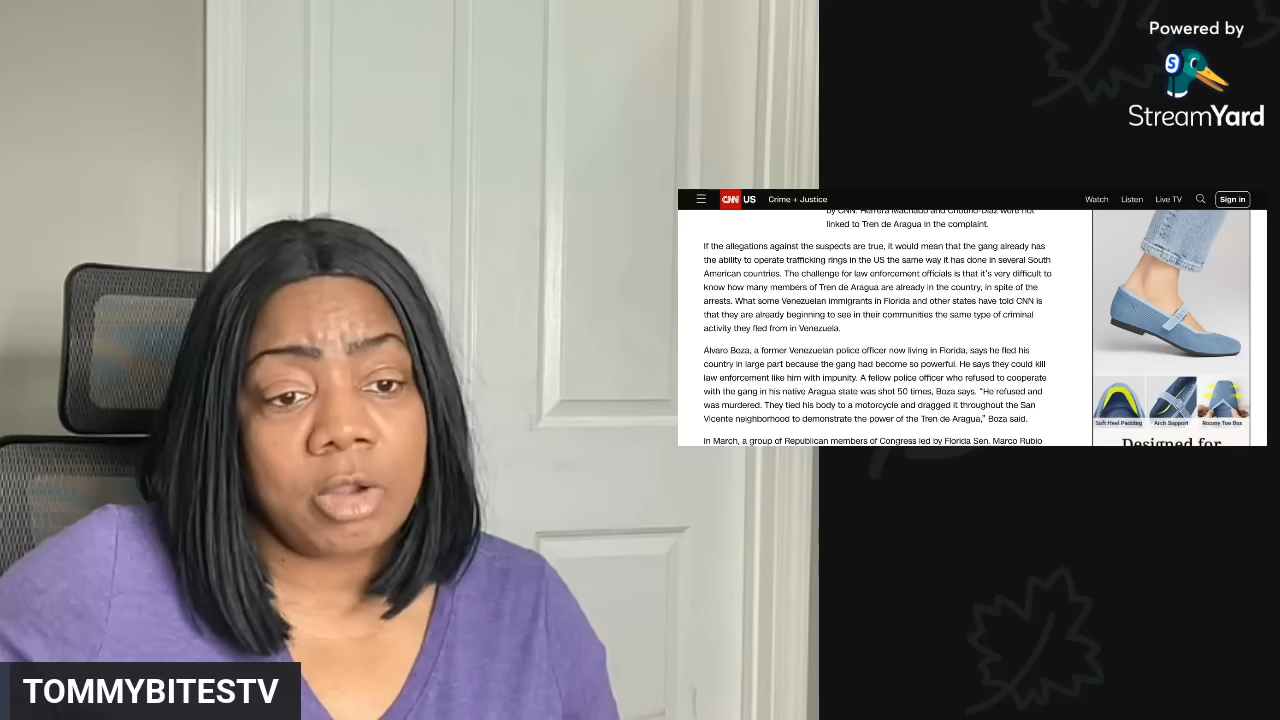 Powered by
S
StreamYard
CNN US Crime + Justice Watch Listen Live TV Sign in
by CNN. Herrera Machado and Chourio-Diaz were not
linked to Tren de Aragua in the complaint.
If the allegations against the suspects are true, it would mean that the gang already has
the ability to operate trafficking rings in the US the same way it has done in several South
American countries. The challenge for law enforcement officials is that it's very difficult to
know how many members of Tren de Aragua are already in the country, in spite of the
arrests. What some Venezuelan immigrants in Florida and other states have told CNN is
that they are already beginning to see in their communities the same type of criminal
activity they fled from in Venezuela.
Álvaro Boza, a former Venezuelan police officer now living in Florida, says he fled his
country in large part because the gang had become so powerful. He says they could kill
law enforcement like him with impunity. A fellow police officer who refused to cooperate
with the gang in his native Aragua state was shot 50 times, Boza says. “He refused and
was murdered. They tied his body to a motorcycle and dragged it throughout the San
Vicente neighborhood to demonstrate the power of the Tren de Aragua,” Boza said.
In March, a group of Republican members of Congress led by Florida Sen. Marco Rubio
Soft Heel Padding Arch Support Roomy Toe Box
Designed for
TOMMYBITESTV